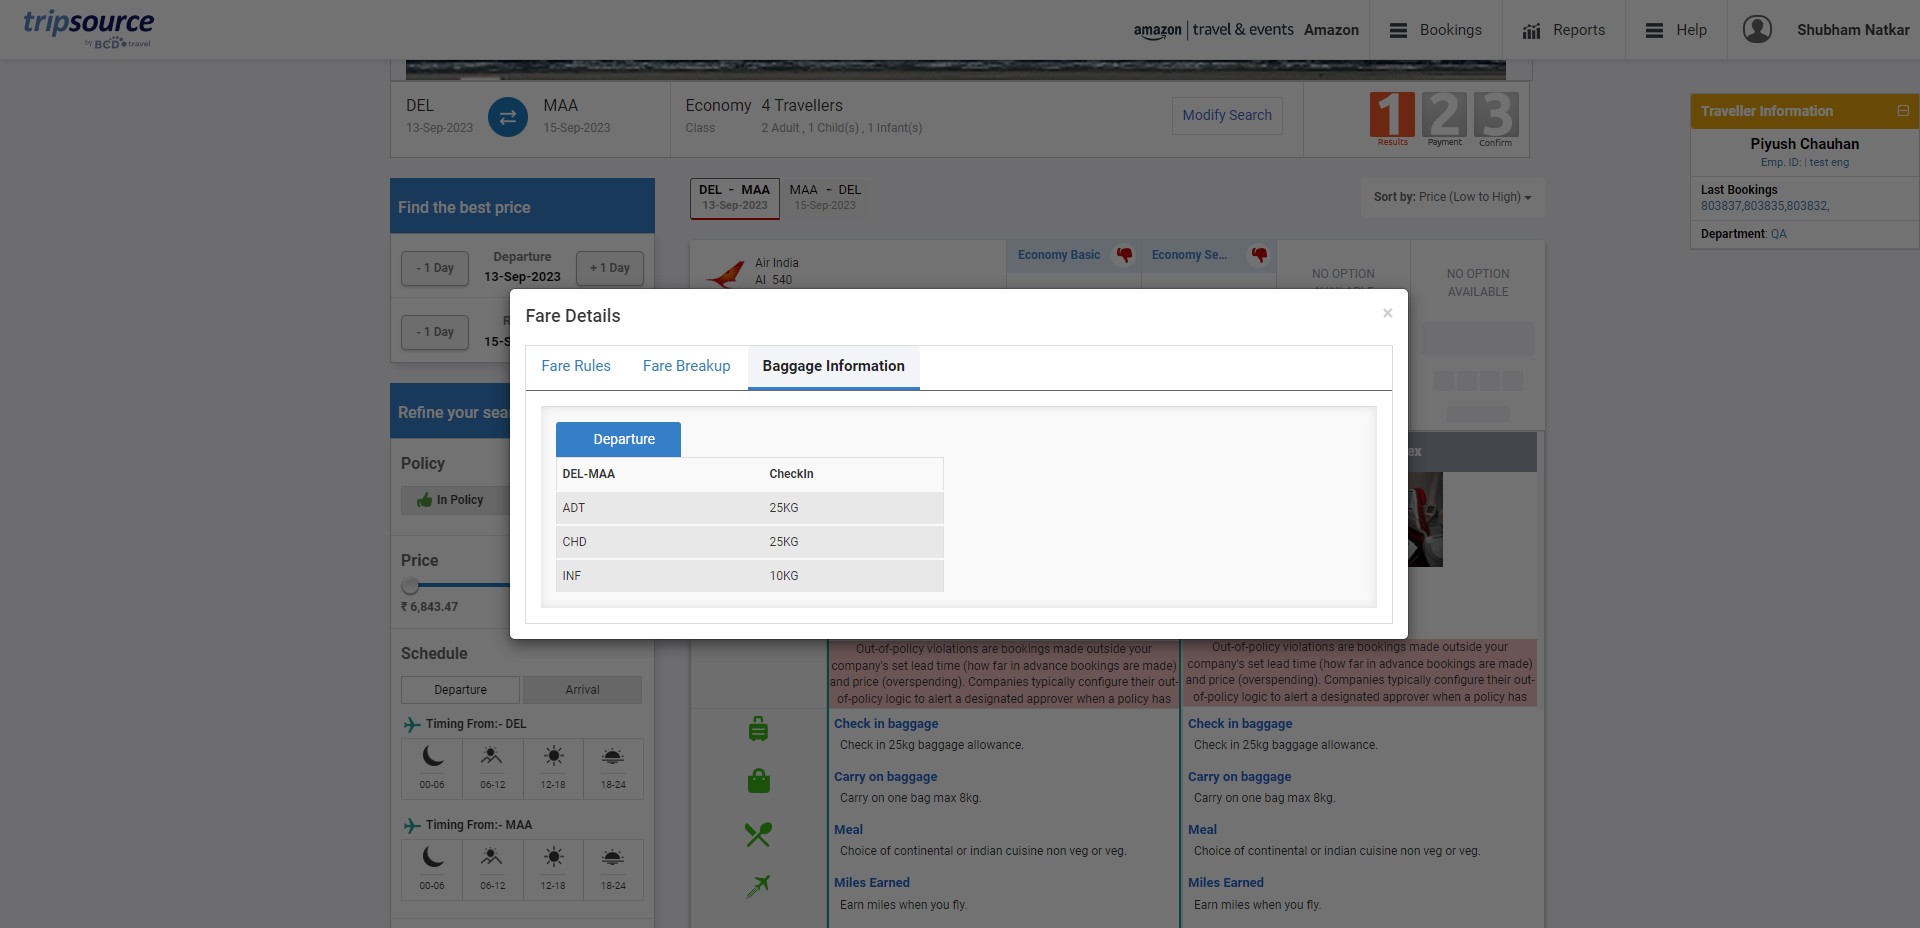 tripsource
by BCD travel
amazon | travel & events Amazon
Bookings
Reports
Help
Shubham Natkar
DEL
13-Sep-2023
MAA
15-Sep-2023
Economy 4 Travellers
Class 2 Adult , 1 Child(s) , 1 Infant(s)
Modify Search
1 2 3
Results Payment Confirm
Traveller Information
Piyush Chauhan
Emp. ID: | test eng
Last Bookings
803837,803835,803832,
Department: QA
Find the best price
- 1 Day
Departure
13-Sep-2023
+ 1 Day
- 1 Day
R
15-S
DEL - MAA
13-Sep-2023
MAA - DEL
15-Sep-2023
Sort by: Price (Low to High)
Air India
AI 540
Economy Basic
Economy Se...
NO OPTION
AVAILABLE
NO OPTION
AVAILABLE
Fare Details
×
Fare Rules
Fare Breakup
Baggage Information
Departure
DEL-MAA CheckIn
ADT 25KG
CHD 25KG
INF 10KG
ex
Refine your sea
Policy
In Policy
Price
₹ 6,843.47
Schedule
Departure
Arrival
Timing From:- DEL
00-06 06-12 12-18 18-24
Timing From:- MAA
00-06 06-12 12-18 18-24
Out-of-policy violations are bookings made outside your
company's set lead time (how far in advance bookings are made)
and price (overspending). Companies typically configure their out-
of-policy logic to alert a designated approver when a policy has
Check in baggage
Check in 25kg baggage allowance.
Carry on baggage
Carry on one bag max 8kg.
Meal
Choice of continental or indian cuisine non veg or veg.
Miles Earned
Earn miles when you fly.
Out-of-policy violations are bookings made outside your
company's set lead time (how far in advance bookings are made)
and price (overspending). Companies typically configure their out-
of-policy logic to alert a designated approver when a policy has
Check in baggage
Check in 25kg baggage allowance.
Carry on baggage
Carry on one bag max 8kg.
Meal
Choice of continental or indian cuisine non veg or veg.
Miles Earned
Earn miles when you fly.